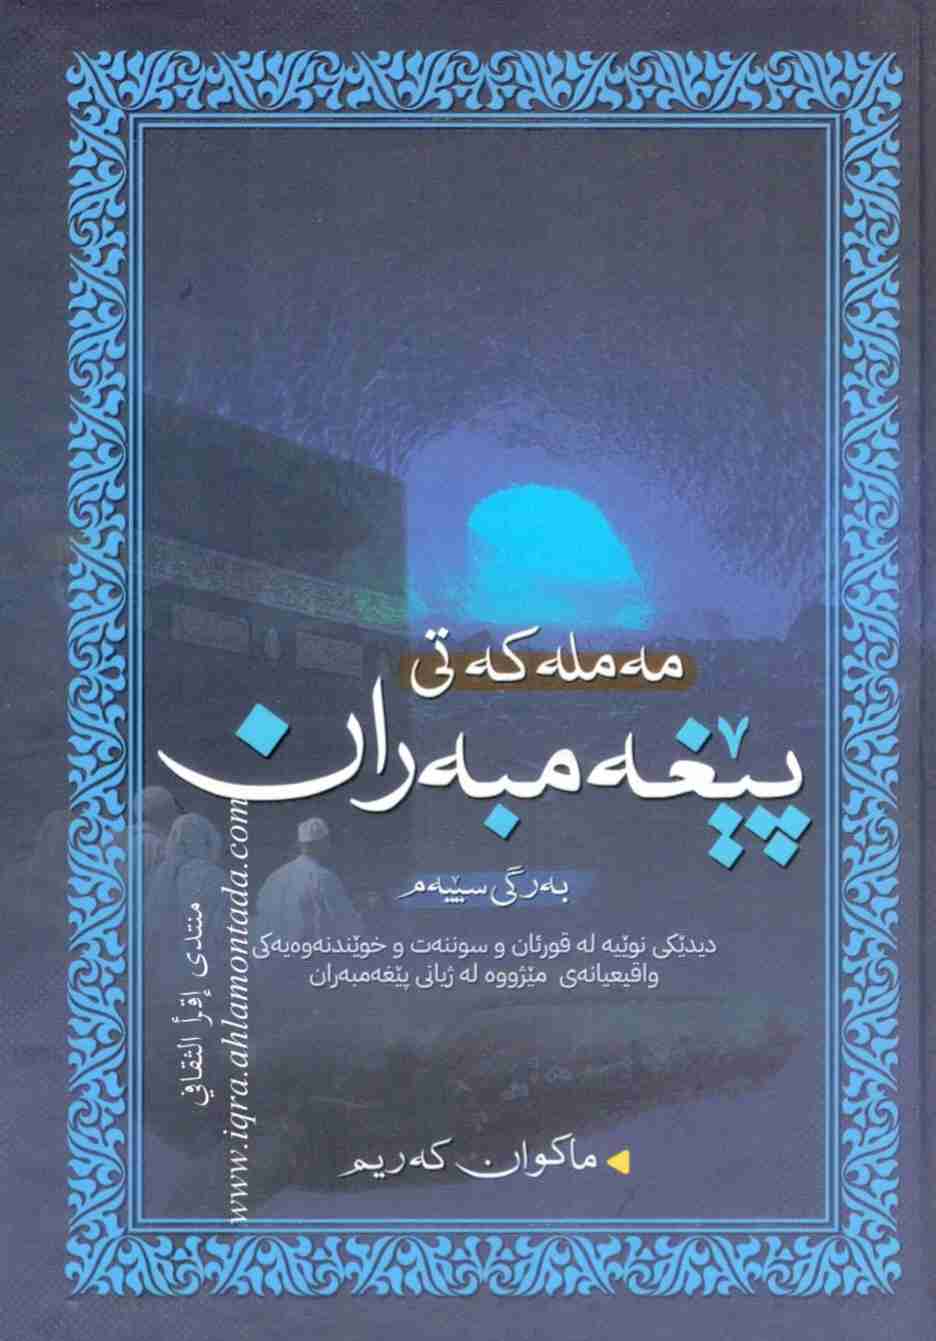 مەملەکەتی
پێغەمبەران
بەرگی سێیەم
دیدێکی نوێیە لە قورئان و سوننەت و خوێندنەوەیەکی
واقیعیانەی مێژووە لە ژبانی پێغەمبەران
ماکوان کەریم
منتدى إقرأ الثقافي
www.iqra.ahlamontada.com